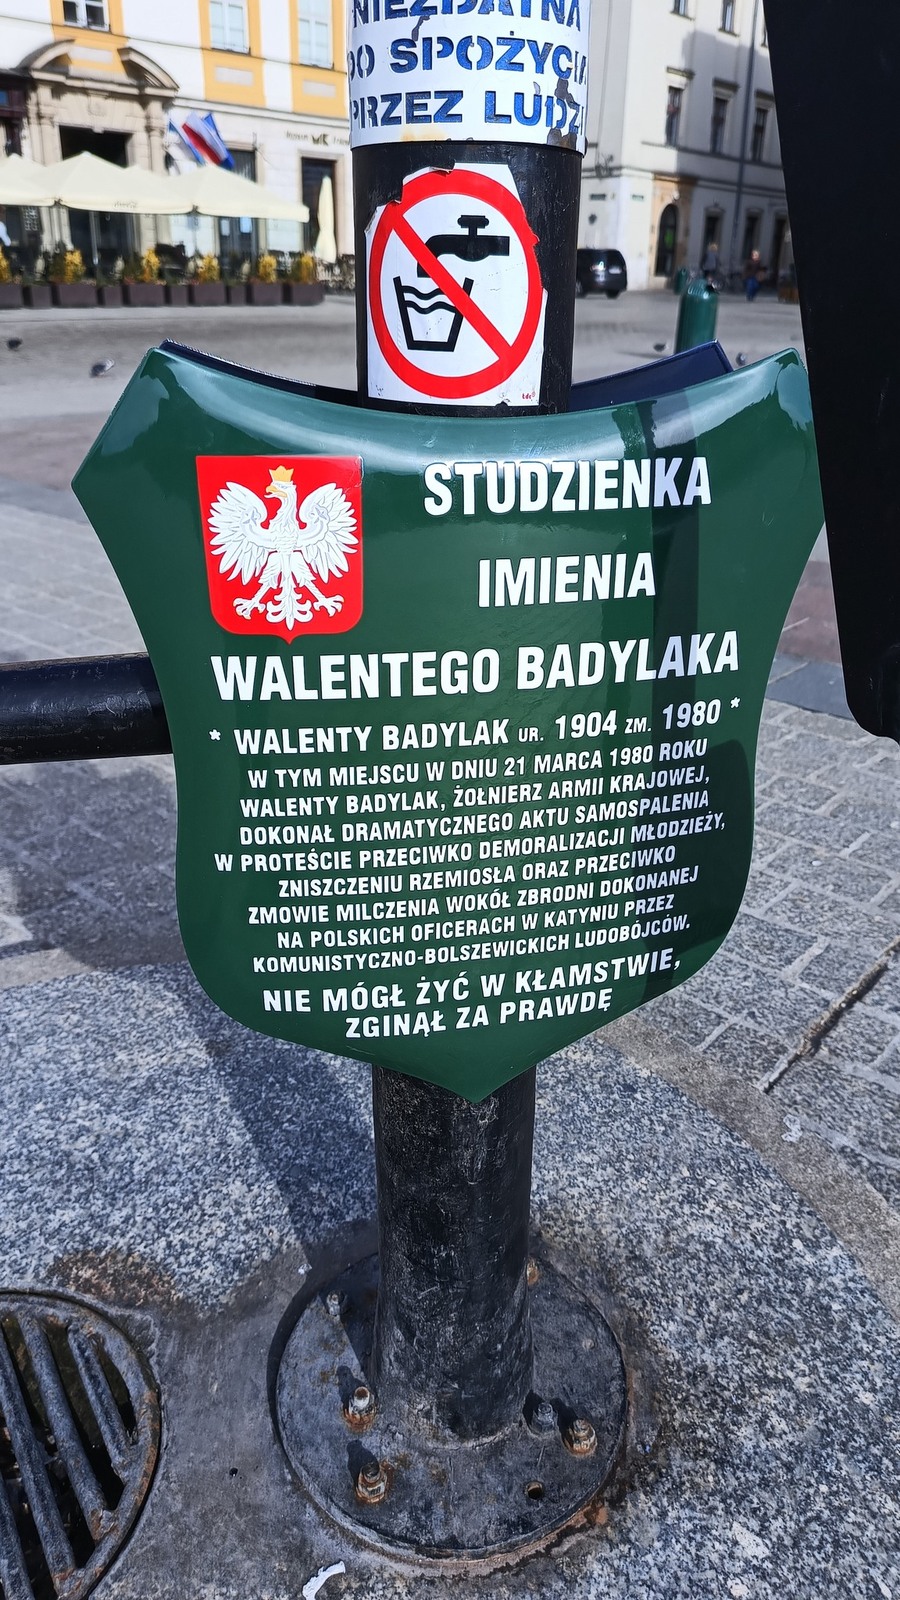 NIEZDATNA
DO SPOŻYCIA
PRZEZ LUDZI
STUDZIENKA
IMIENIA
WALENTEGO BADYLAKA
* WALENTY BADYLAK UR. 1904 ZM. 1980 *
W TYM MIEJSCU W DNIU 21 MARCA 1980 ROKU
WALENTY BADYLAK, ŻOŁNIERZ ARMII KRAJOWEJ,
DOKONAŁ DRAMATYCZNEGO AKTU SAMOSPALENIA
W PROTEŚCIE PRZECIWKO DEMORALIZACJI MŁODZIEŻY,
ZNISZCZENIU RZEMIOSŁA ORAZ PRZECIWKO
ZMOWIE MILCZENIA WOKÓŁ ZBRODNI DOKONANEJ
NA POLSKICH OFICERACH W KATYNIU PRZEZ
KOMUNISTYCZNO-BOLSZEWICKICH LUDOBÓJCÓW.
NIE MÓGŁ ŻYĆ W KŁAMSTWIE,
ZGINĄŁ ZA PRAWDĘ